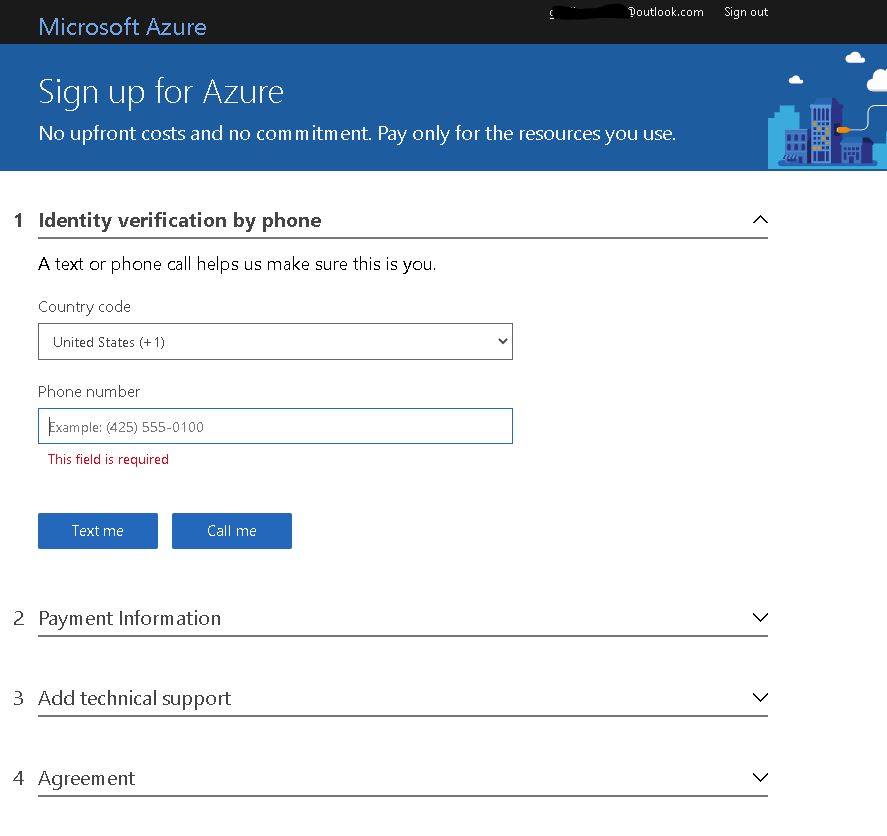 Microsoft Azure
@outlook.com Sign out
Sign up for Azure
No upfront costs and no commitment. Pay only for the resources you use.
1 Identity verification by phone
A text or phone call helps us make sure this is you.
Country code
United States (+1)
Phone number
Example: (425) 555-0100
This field is required
Text me Call me
2 Payment Information
3 Add technical support
4 Agreement